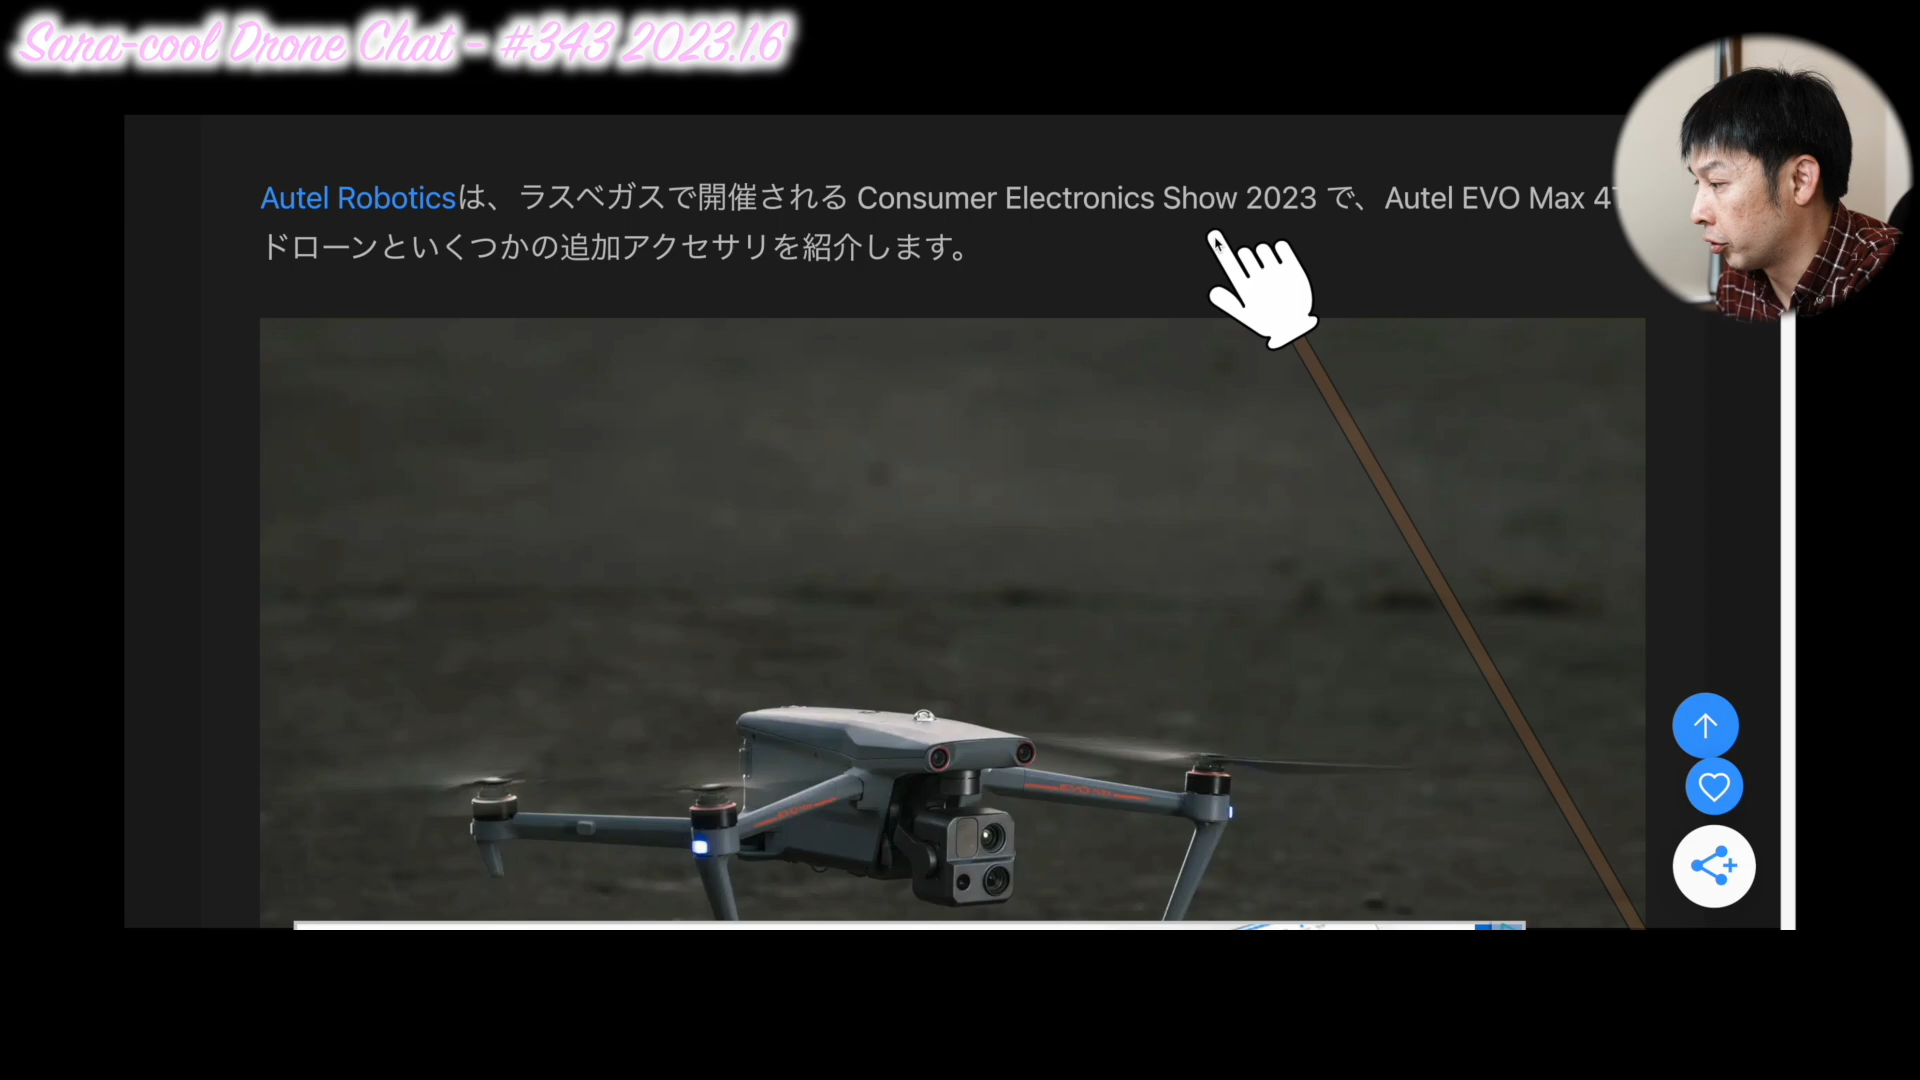 Sara-cool Drone Chat - #343 2023.1.6
Autel Roboticsは、ラスベガスで開催される Consumer Electronics Show 2023 で、Autel EVO Max 4T
ドローンといくつかの追加アクセサリを紹介します。